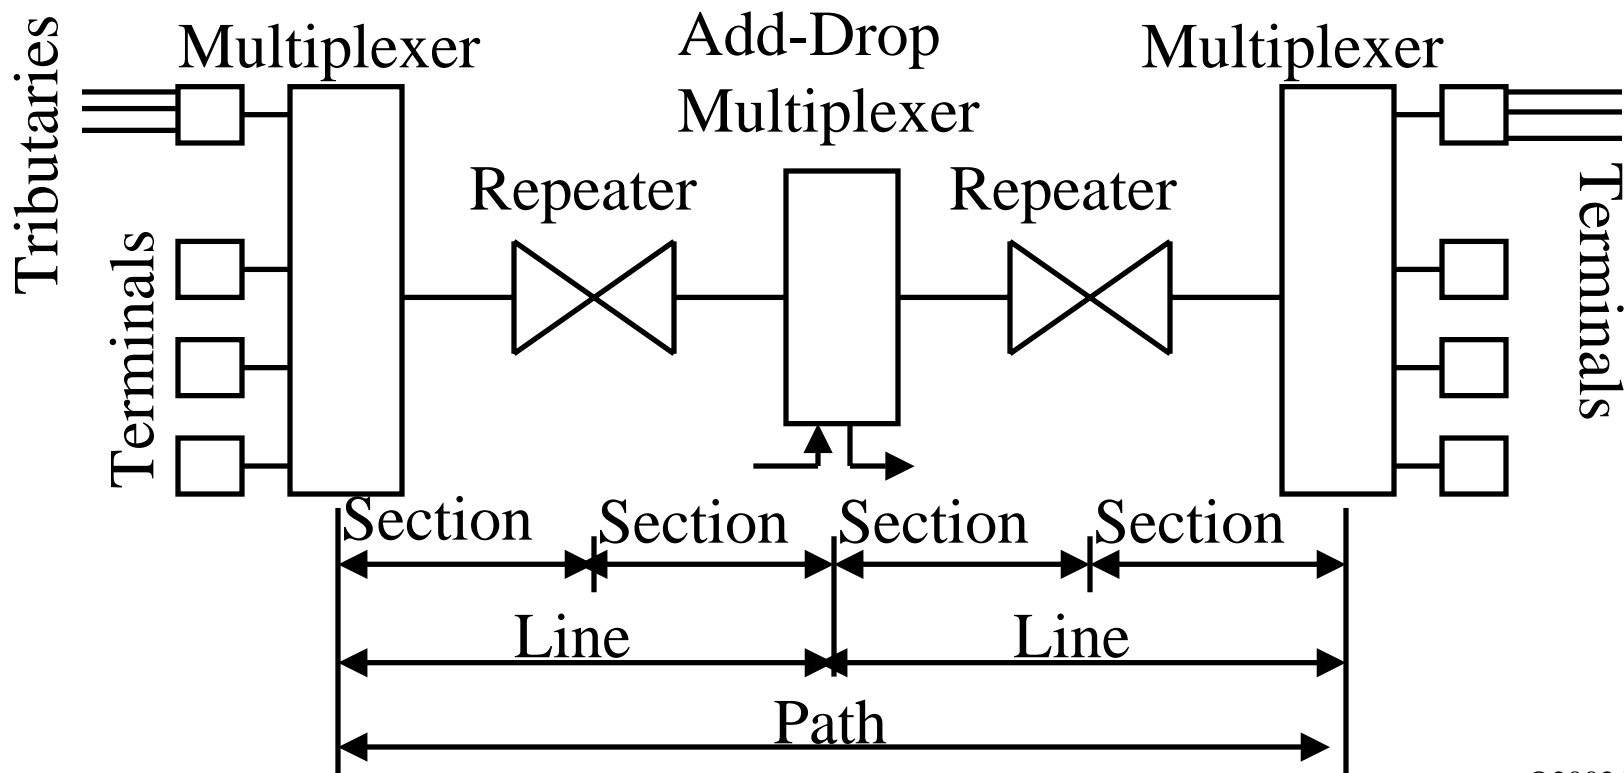 Tributaries
Multiplexer
Add-Drop
Multiplexer
Multiplexer
Repeater
Repeater
Terminals
Terminals
Section
Section
Section
Section
Line
Line
Path